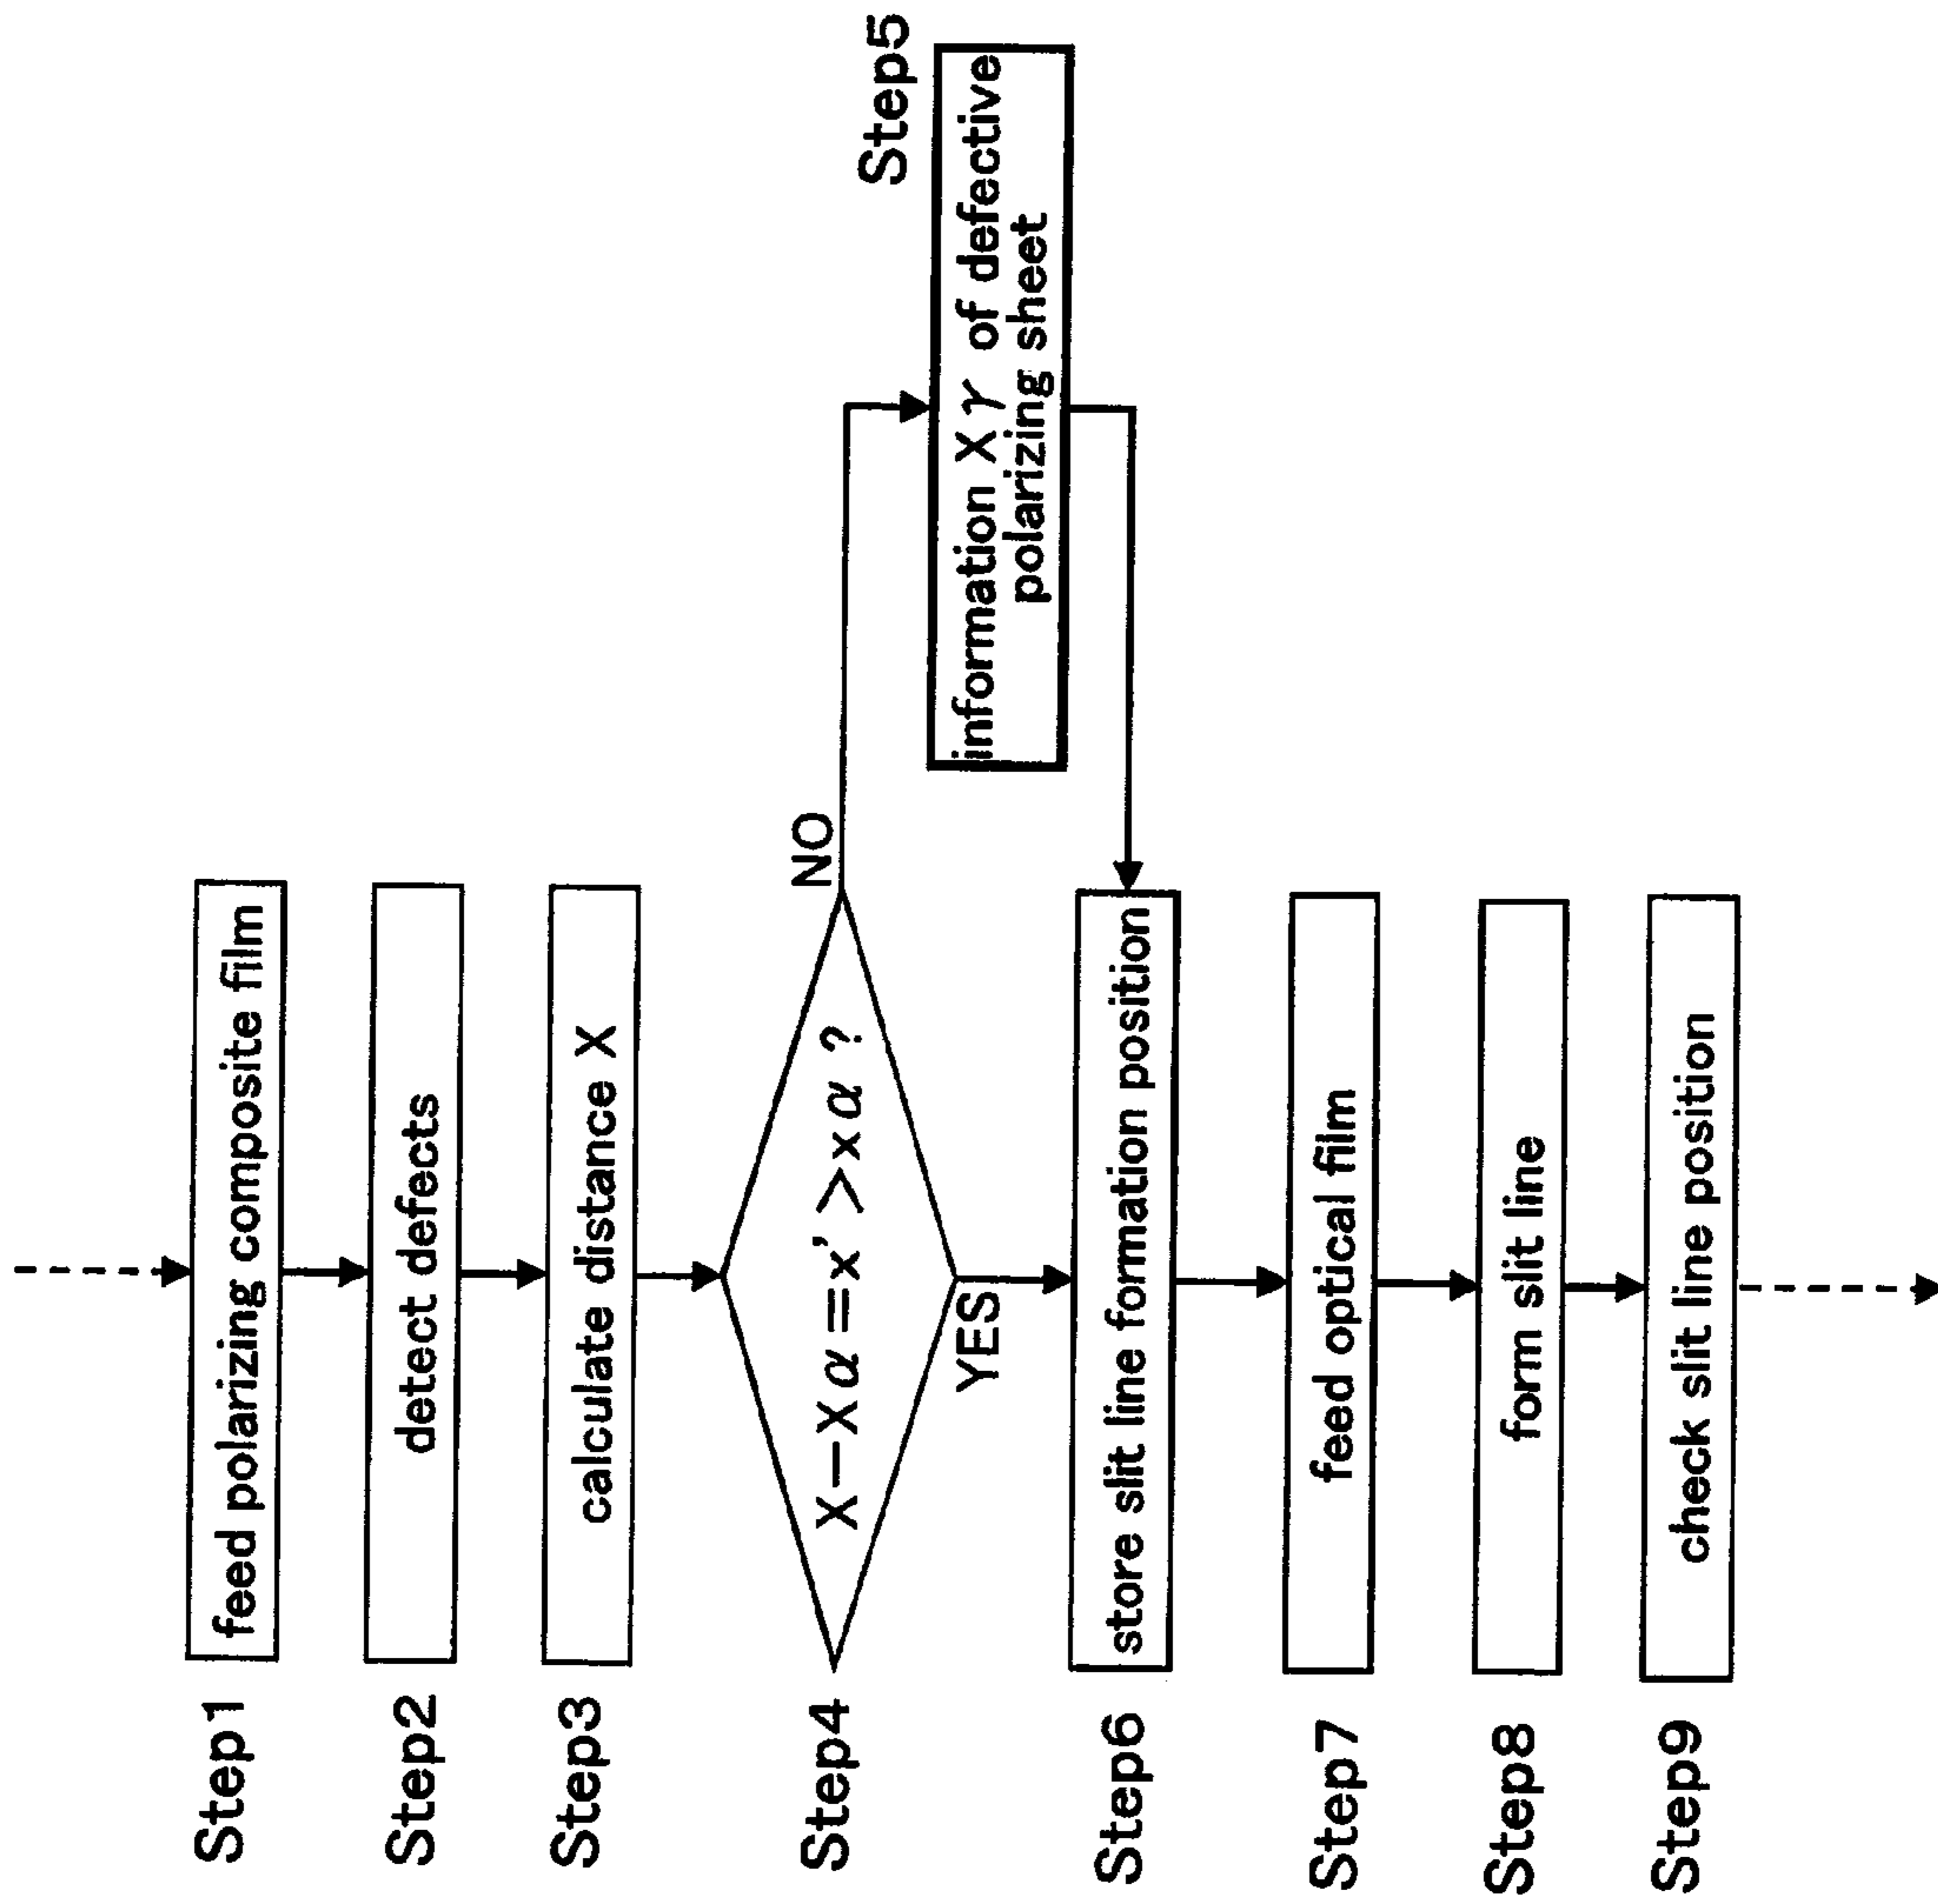 Step1
feed polarizing composite film
Step2
detect defects
Step3
calculate distance X
Step4
X−Xα=x'>xα ?
NO
YES
Step5
information Xγ of defective
polarizing sheet
Step6
store slit line formation position
Step7
feed optical film
Step8
form slit line
Step9
check slit line position